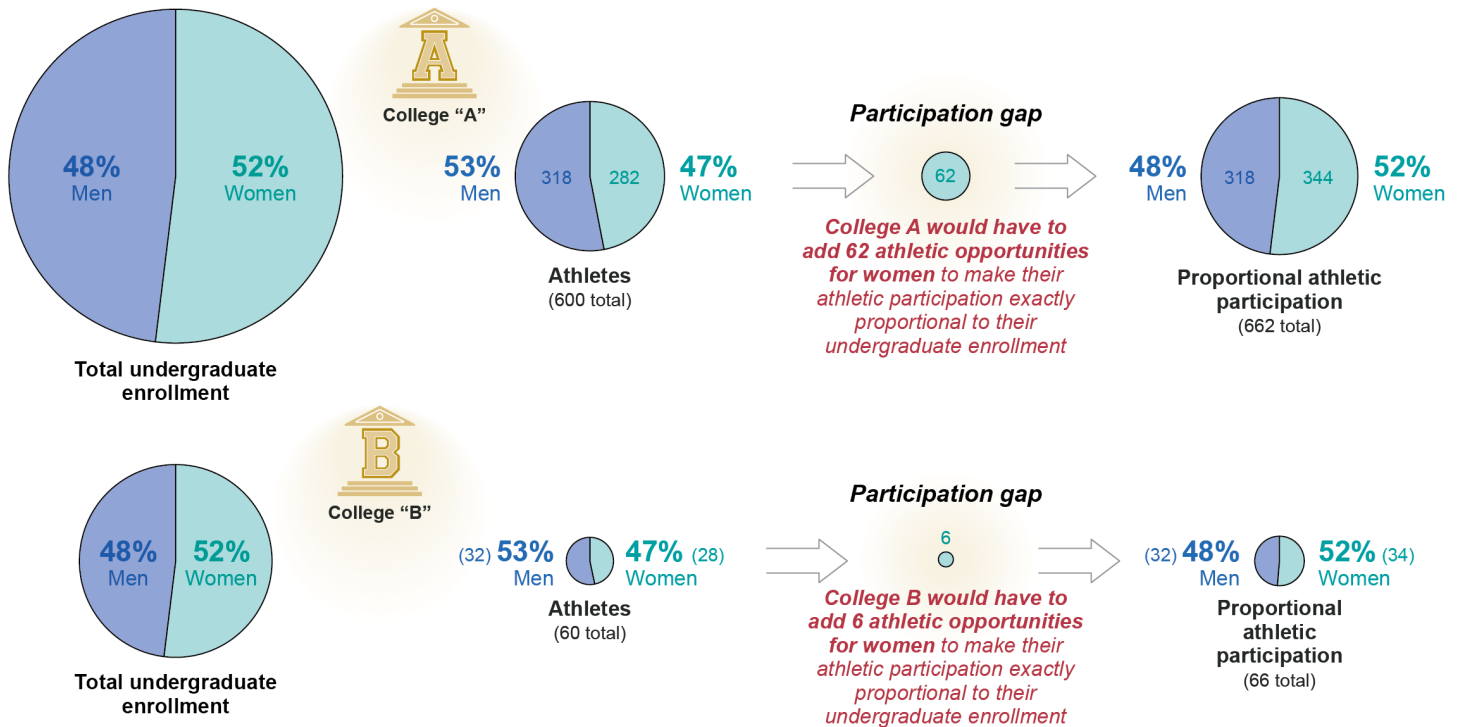 A
College “A”
48%
Men
52%
Women
Total undergraduate
enrollment
53%
Men
318
282
47%
Women
Athletes
(600 total)
Participation gap
62
College A would have to
add 62 athletic opportunities
for women to make their
athletic participation exactly
proportional to their
undergraduate enrollment
48%
Men
318
344
52%
Women
Proportional athletic
participation
(662 total)
B
College “B”
48%
Men
52%
Women
Total undergraduate
enrollment
(32) 53%
Men
47% (28)
Women
Athletes
(60 total)
Participation gap
6
College B would have to
add 6 athletic opportunities
for women to make their
athletic participation exactly
proportional to their
undergraduate enrollment
(32) 48%
Men
52% (34)
Women
Proportional
athletic
participation
(66 total)